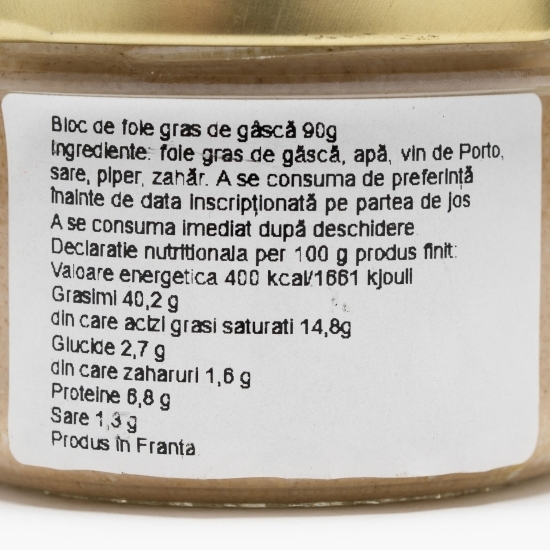 Bloc de foie gras de gâscă 90g
Ingrediente: foie gras de gâscă, apă, vin de Porto,
sare, piper, zahăr. A se consuma de preferință
înainte de data inscripționată pe partea de jos
A se consuma imediat după deschidere
Declaratie nutritionala per 100 g produs finit:
Valoare energetica 400 kcal/1661 kjouli
Grasimi 40,2 g
din care acizi grasi saturati 14,8g
Glucide 2,7 g
din care zaharuri 1,6 g
Proteine 6,8 g
Sare 1,3 g
Produs în Franța